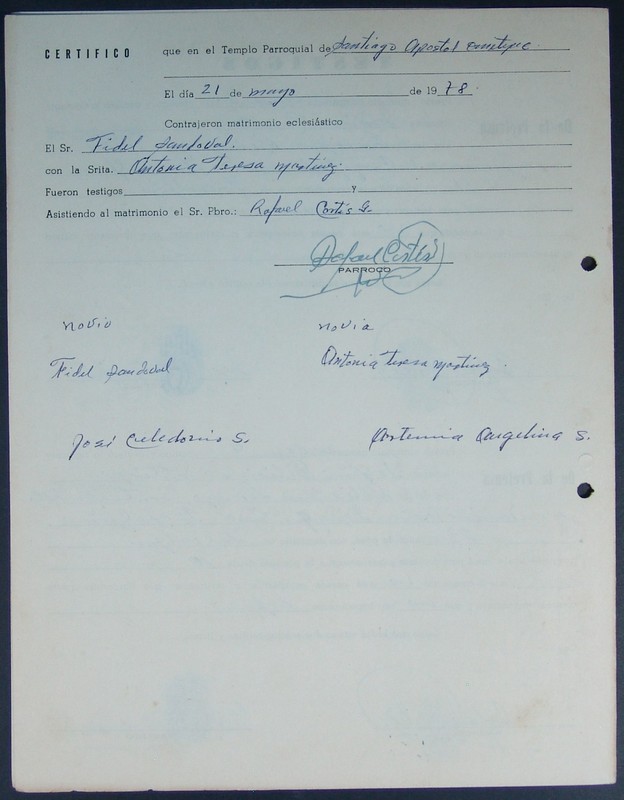 CERTIFICO que en el Templo Parroquial de Santiago Apostol
El día 21 de mayo de 1978.
Contrajeron matrimonio eclesiástico
El Sr. Fidel Sandoval.
con la Srita. Antonia Teresa Martinez.
Fueron testigos y
Asistiendo al matrimonio el Sr. Pbro.: Rafael Cortés G.
Rafael Cortés
PARROCO
novio novia
Fidel Sandoval Antonia Teresa Martinez.
José Celedonio S. Artemia Angelina S.